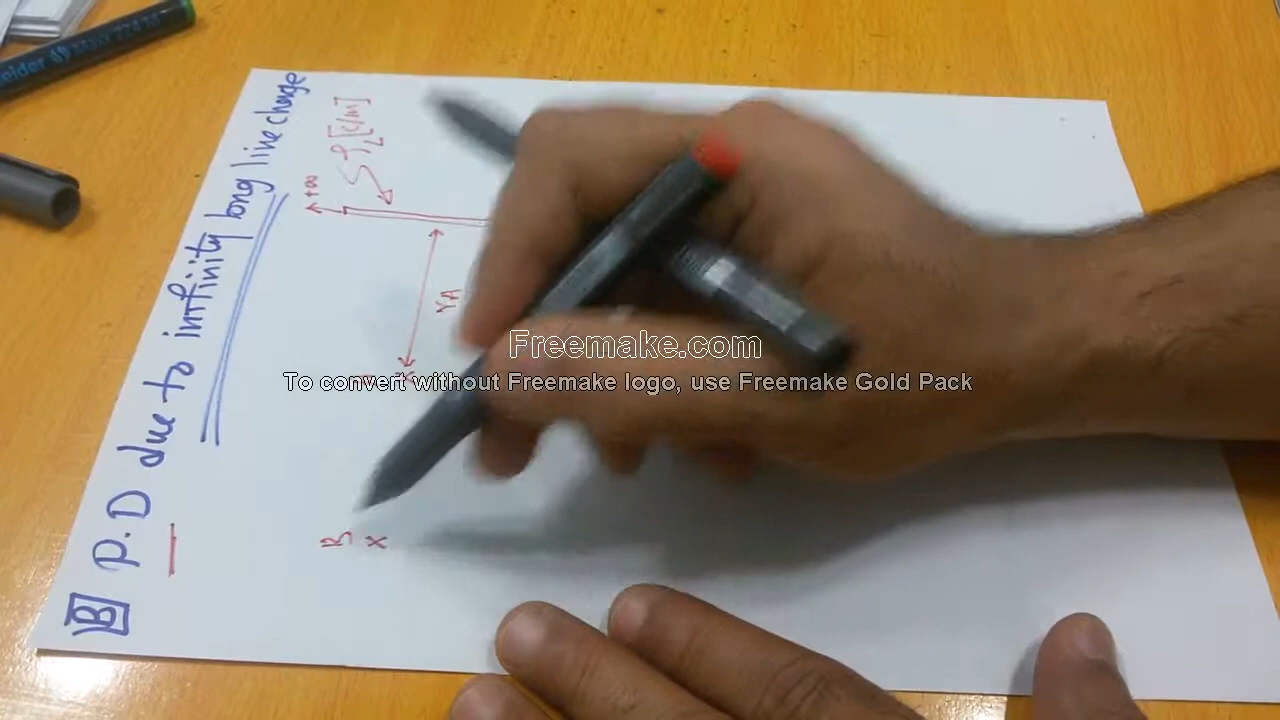 B P.D due to infinity long line charge
+∞
ρL [C/M]
rA
A
X
B
X
Freemake.com
To convert without Freemake logo, use Freemake Gold Pack